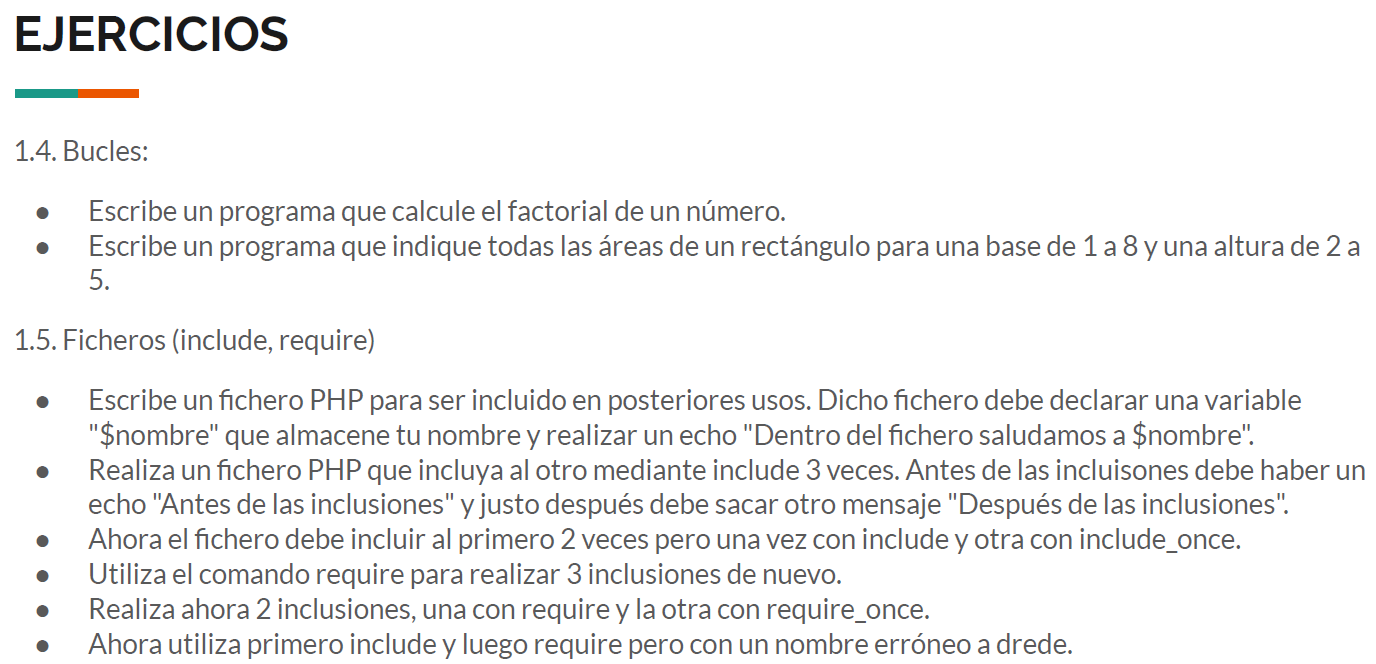 EJERCICIOS
1.4. Bucles:
● Escribe un programa que calcule el factorial de un número.
● Escribe un programa que indique todas las áreas de un rectángulo para una base de 1 a 8 y una altura de 2 a
5.
1.5. Ficheros (include, require)
● Escribe un fichero PHP para ser incluido en posteriores usos. Dicho fichero debe declarar una variable
"$nombre" que almacene tu nombre y realizar un echo "Dentro del fichero saludamos a $nombre".
● Realiza un fichero PHP que incluya al otro mediante include 3 veces. Antes de las incluisones debe haber un
echo "Antes de las inclusiones" y justo después debe sacar otro mensaje "Después de las inclusiones".
● Ahora el fichero debe incluir al primero 2 veces pero una vez con include y otra con include_once.
● Utiliza el comando require para realizar 3 inclusiones de nuevo.
● Realiza ahora 2 inclusiones, una con require y la otra con require_once.
● Ahora utiliza primero include y luego require pero con un nombre erróneo a drede.